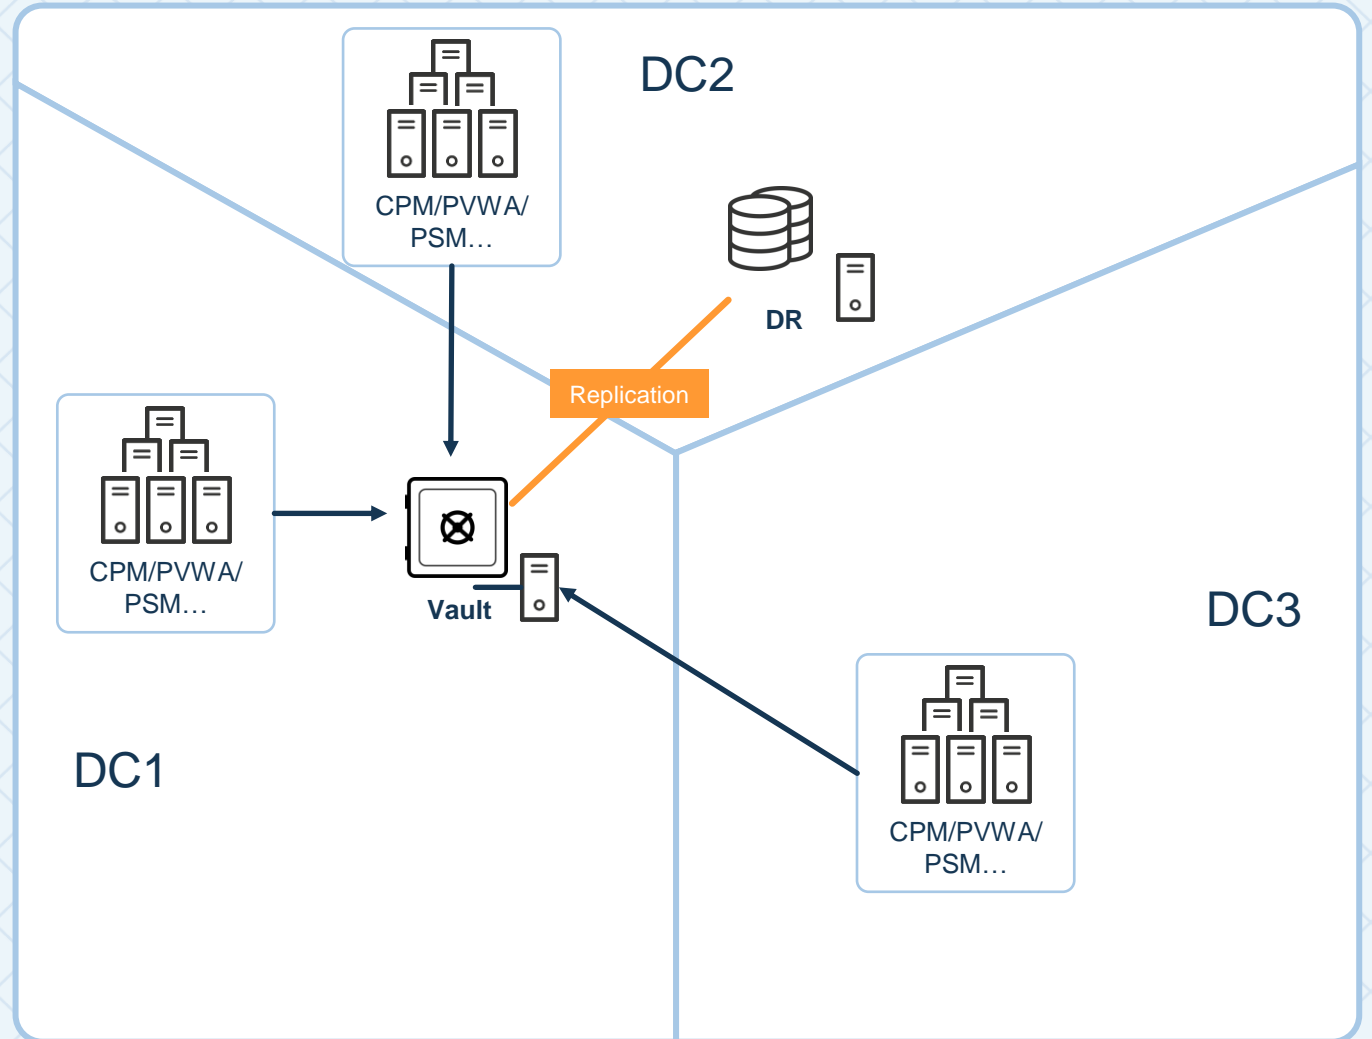 DC2
CPM/PVWA/
PSM…
DR
Replication
CPM/PVWA/
PSM…
Vault
DC3
DC1
CPM/PVWA/
PSM…